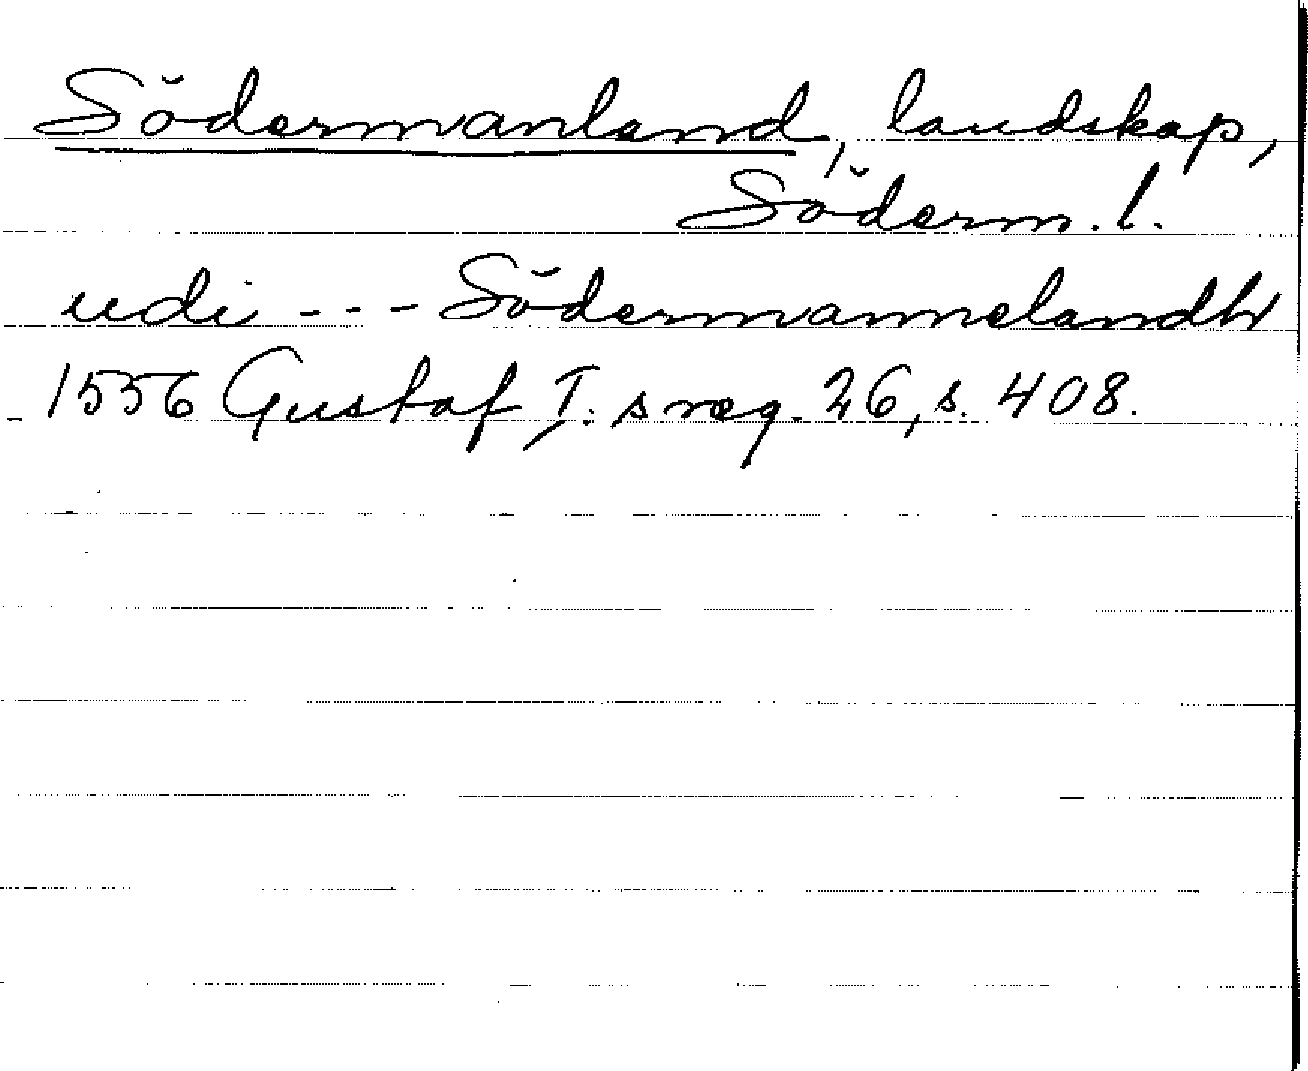 Södermanland, landskap,
Söderm. l.
udi --- Södermannelandh
1556 Gustaf I:s reg. 26, s. 408.